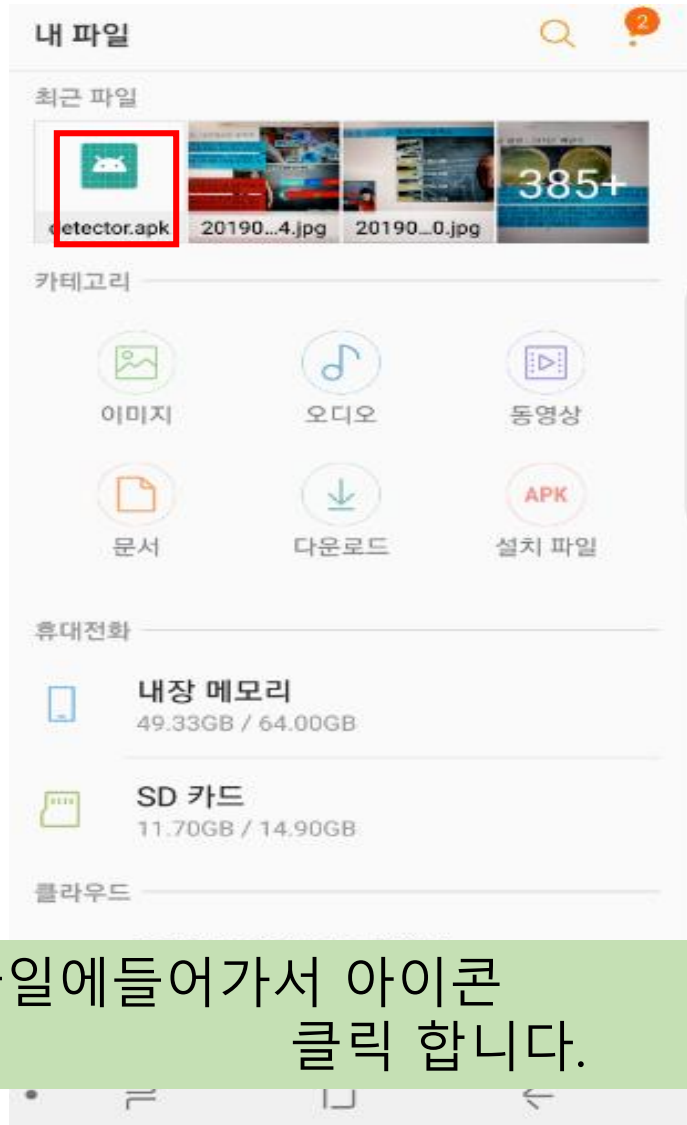 내 파일
2
최근 파일
385+
detector.apk 20190...4.jpg 20190...0.jpg
카테고리
이미지 오디오 동영상
APK
문서 다운로드 설치 파일
휴대전화
내장 메모리
49.33GB / 64.00GB
SD 카드
11.70GB / 14.90GB
클라우드
일에들어가서 아이콘
클릭 합니다.